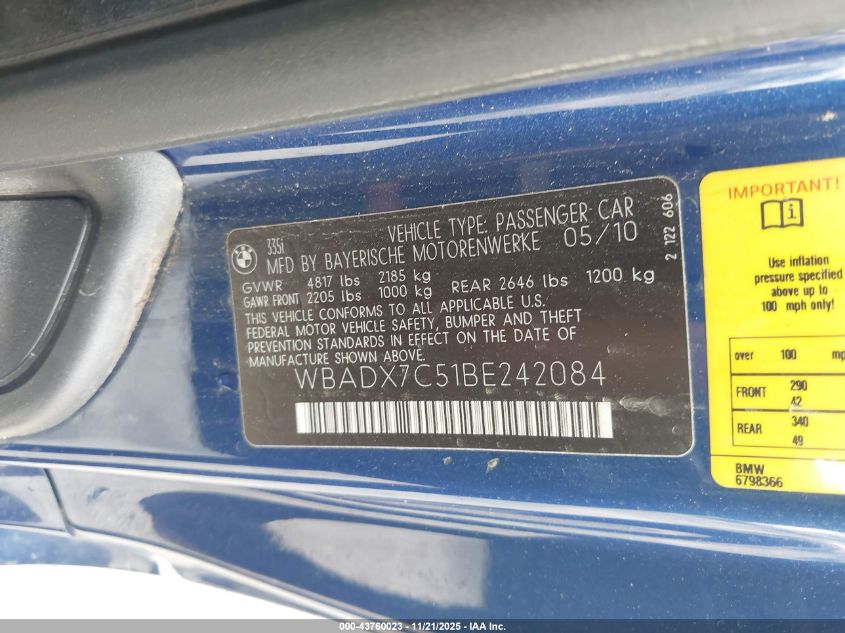 BMW
335i
VEHICLE TYPE: PASSENGER CAR
MFD BY BAYERISCHE MOTORENWERKE 05/10
GVWR 4817 lbs 2185 kg
GAWR FRONT 2205 lbs 1000 kg REAR 2646 lbs 1200 kg
THIS VEHICLE CONFORMS TO ALL APPLICABLE U.S.
FEDERAL MOTOR VEHICLE SAFETY, BUMPER AND THEFT
PREVENTION STANDARDS IN EFFECT ON THE DATE OF
MANUFACTURE SHOWN ABOVE.
WBADX7C51BE242084
2 122 606
IMPORTANT!
i
Use inflation
pressure specified
above up to
100 mph only!
over 100 mp
FRONT 290
42
REAR 340
49
BMW
6798366
000-43760023 - 11/21/2025 - IAA Inc.